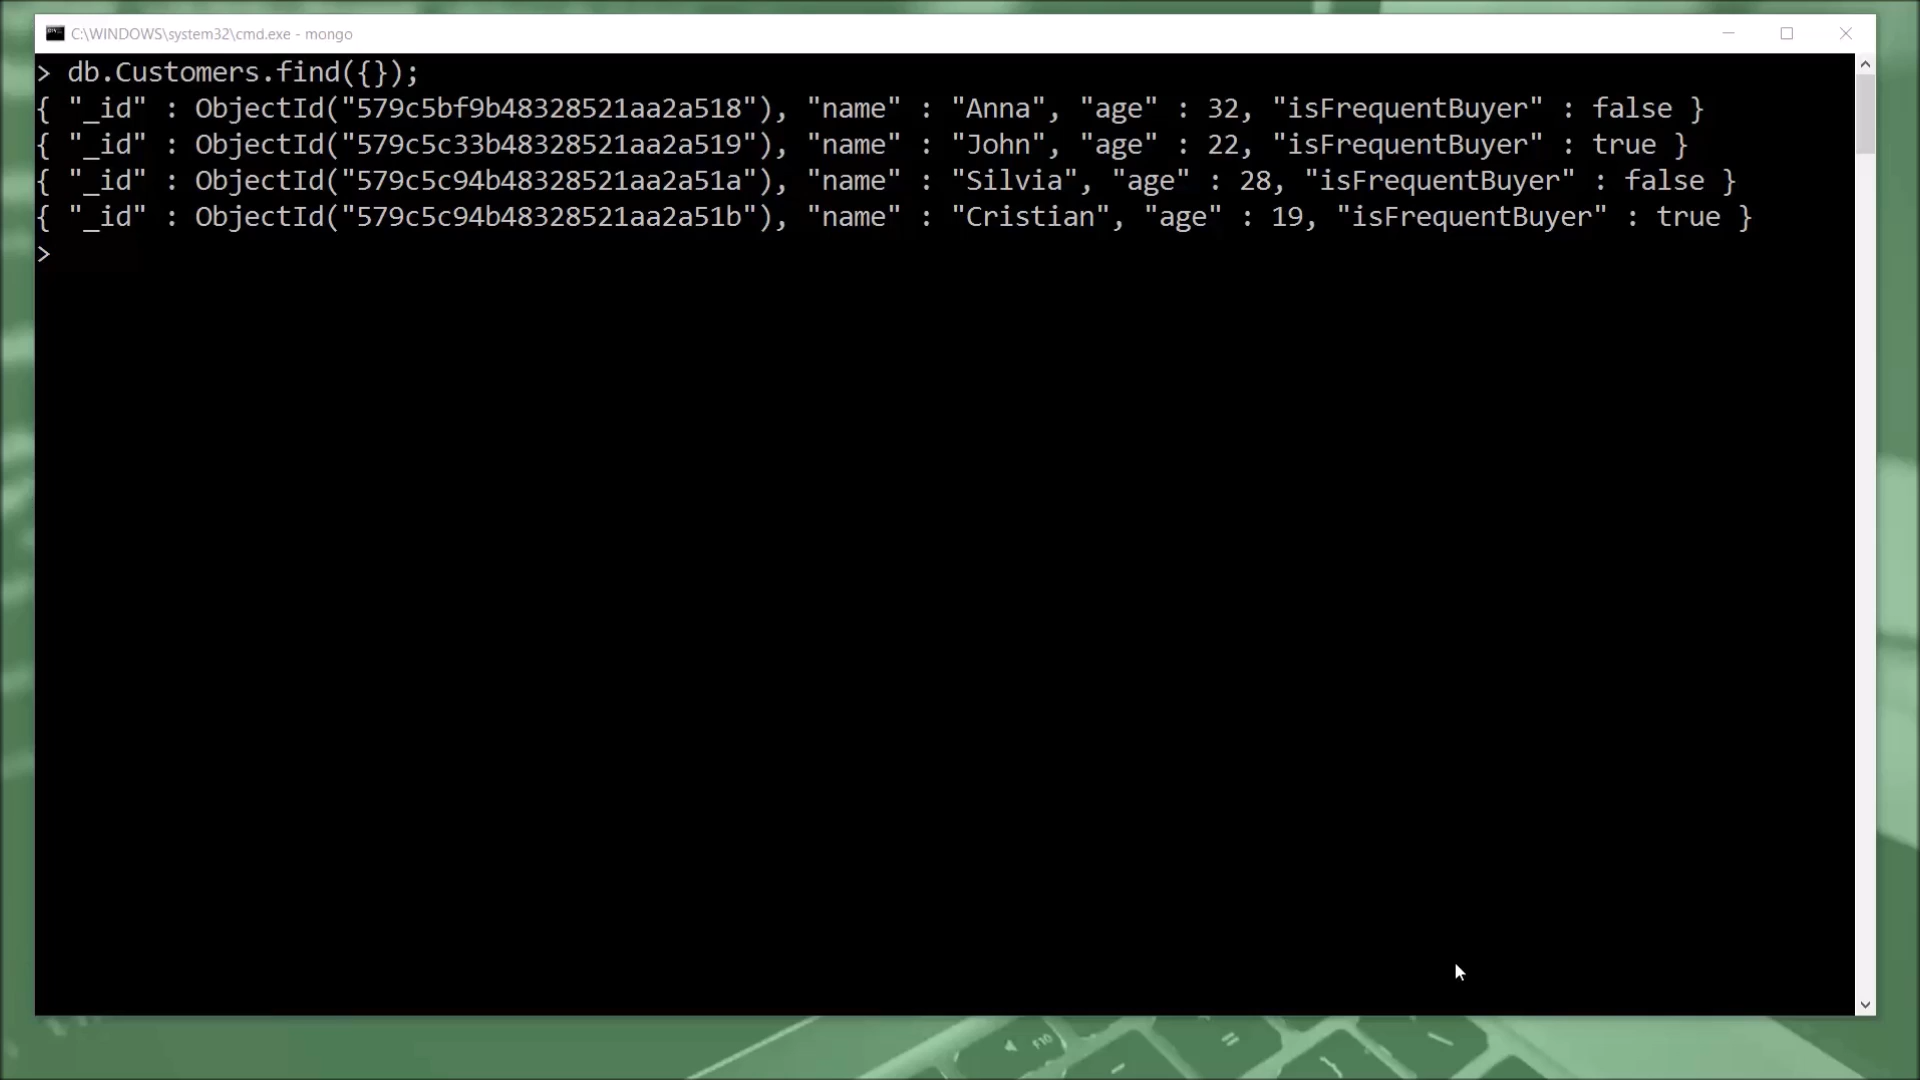 C:\WINDOWS\system32\cmd.exe - mongo
> db.Customers.find({});
{ "_id" : ObjectId("579c5bf9b48328521aa2a518"), "name" : "Anna", "age" : 32, "isFrequentBuyer" : false }
{ "_id" : ObjectId("579c5c33b48328521aa2a519"), "name" : "John", "age" : 22, "isFrequentBuyer" : true }
{ "_id" : ObjectId("579c5c94b48328521aa2a51a"), "name" : "Silvia", "age" : 28, "isFrequentBuyer" : false }
{ "_id" : ObjectId("579c5c94b48328521aa2a51b"), "name" : "Cristian", "age" : 19, "isFrequentBuyer" : true }
>
F10